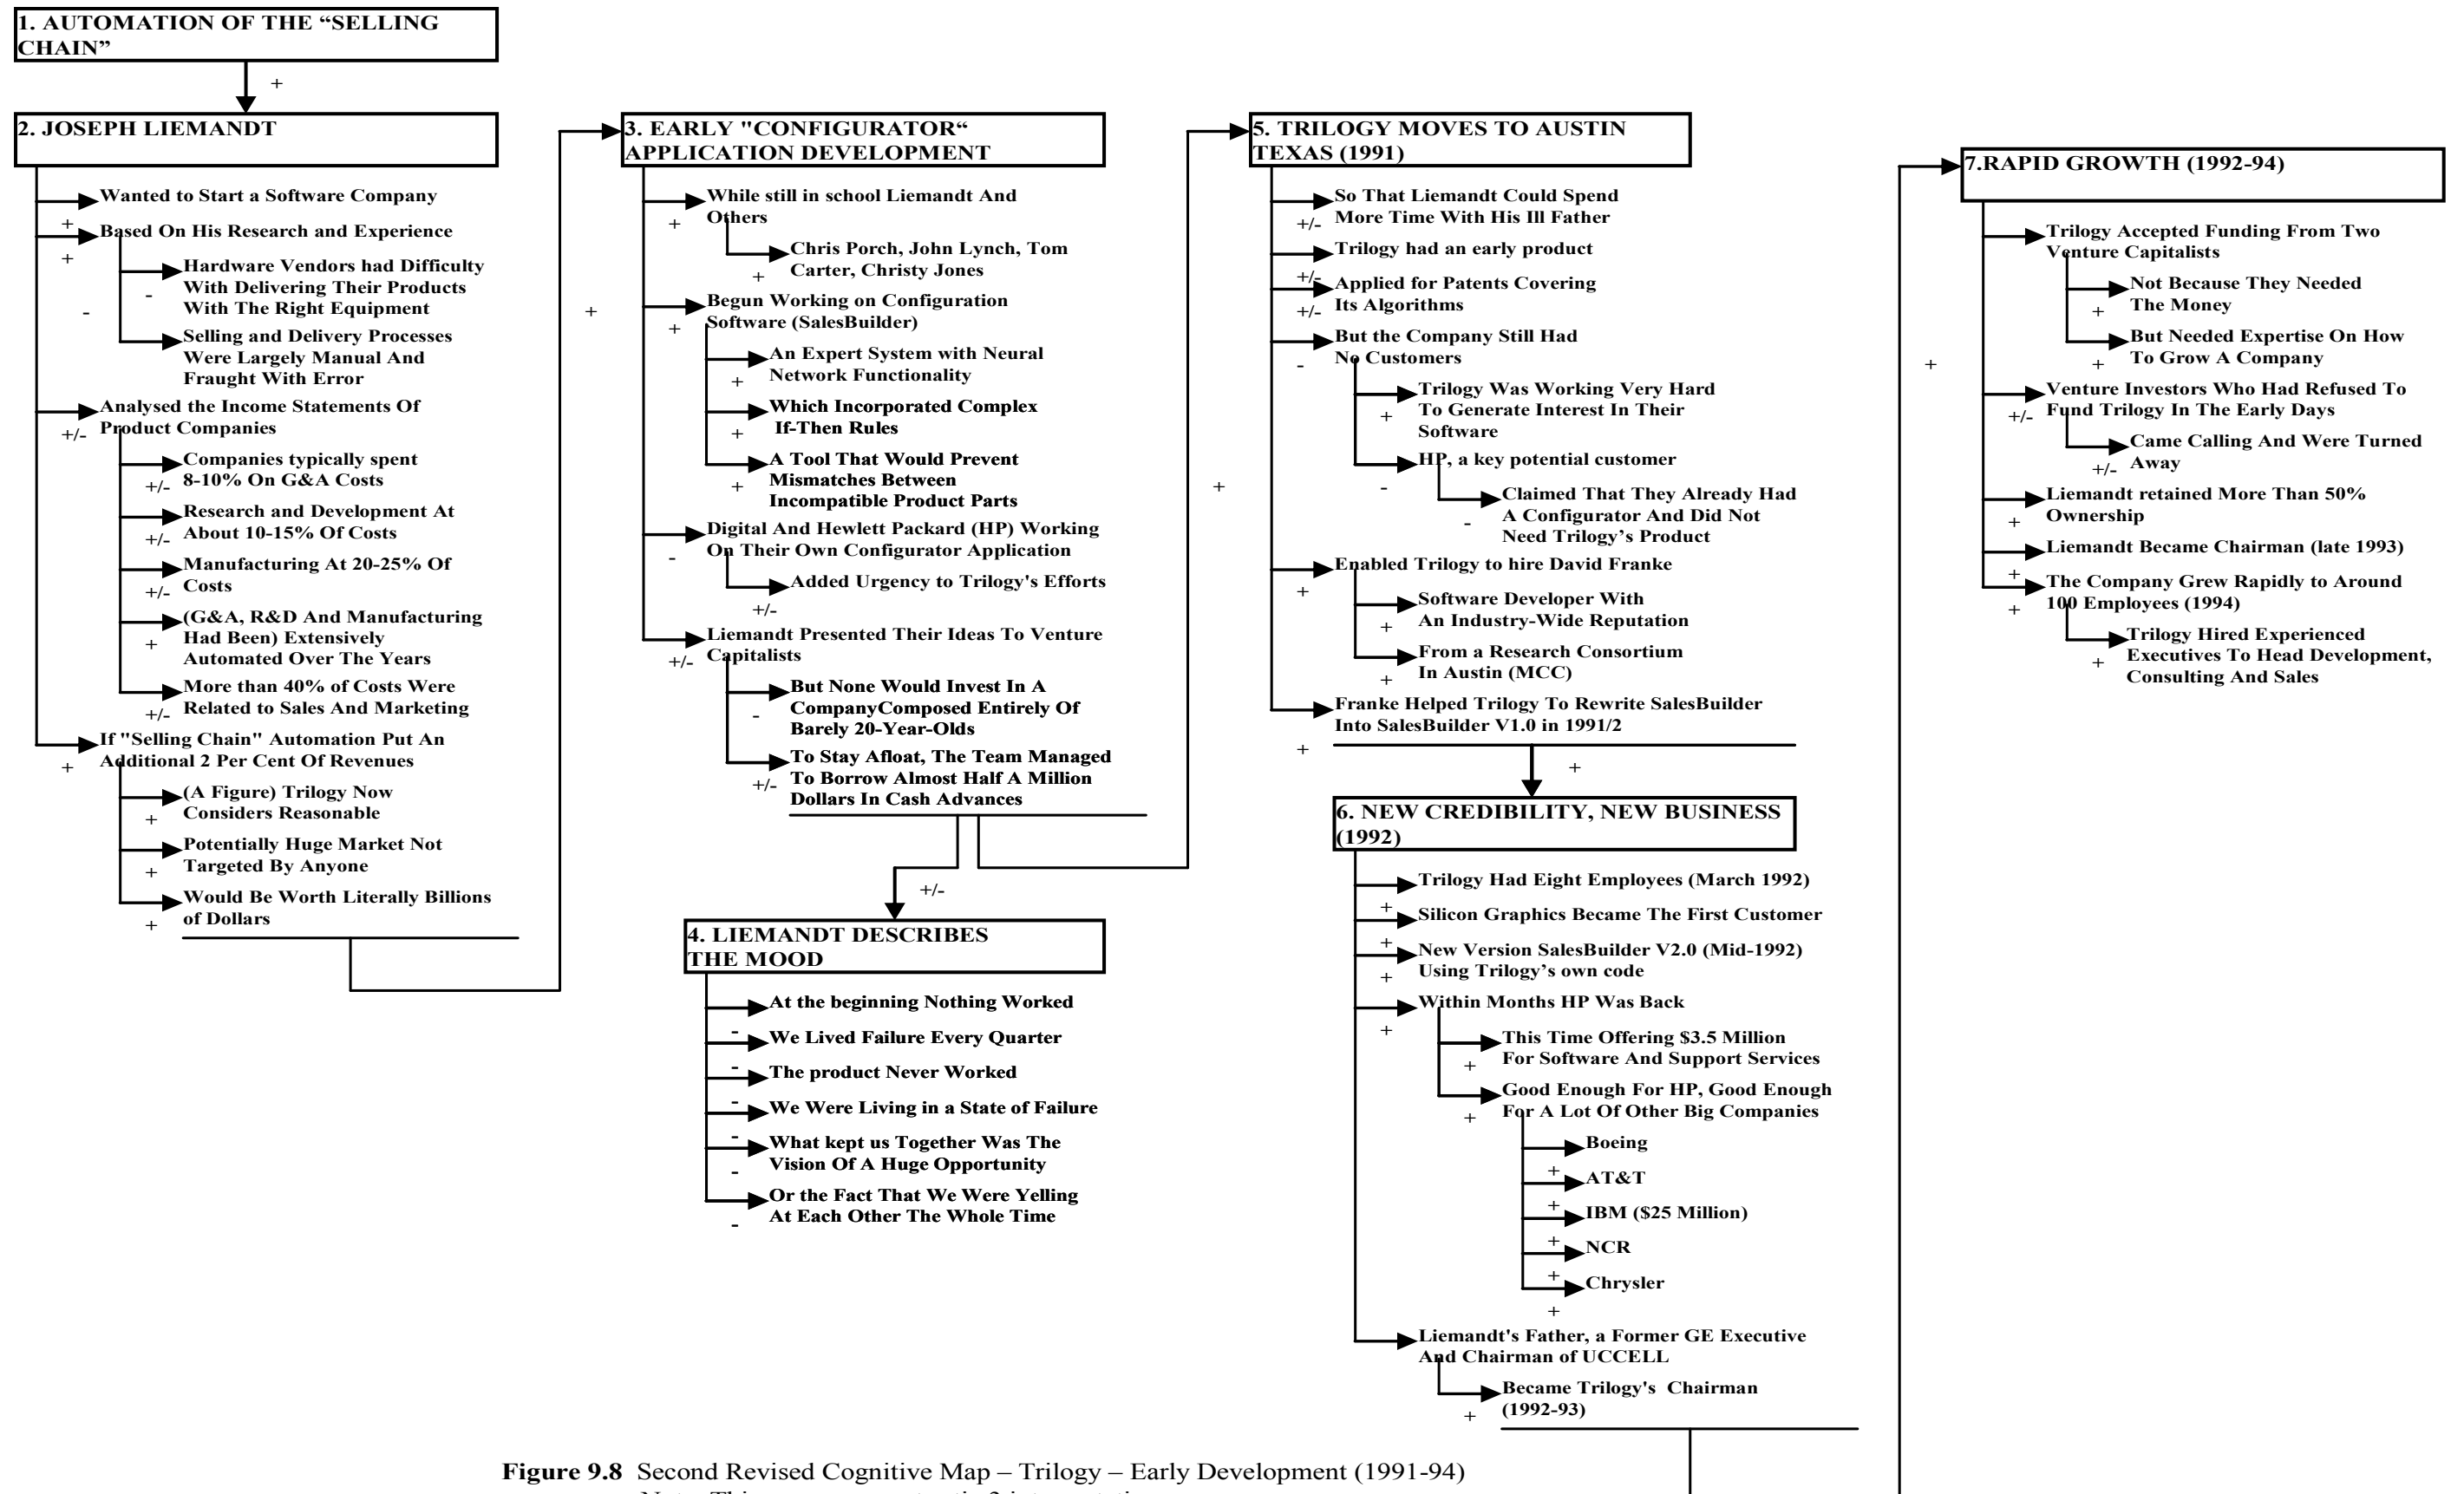 1. AUTOMATION OF THE “SELLING
CHAIN”
+
2. JOSEPH LIEMANDT
Wanted to Start a Software Company
+
Based On His Research and Experience
+
Hardware Vendors had Difficulty
With Delivering Their Products
With The Right Equipment
-
-
Selling and Delivery Processes
Were Largely Manual And
Fraught With Error
Analysed the Income Statements Of
Product Companies
+/-
Companies typically spent
8-10% On G&A Costs
+/-
Research and Development At
About 10-15% Of Costs
+/-
Manufacturing At 20-25% Of
Costs
+/-
(G&A, R&D And Manufacturing
Had Been) Extensively
Automated Over The Years
+
More than 40% of Costs Were
Related to Sales And Marketing
+/-
If "Selling Chain" Automation Put An
Additional 2 Per Cent Of Revenues
+
(A Figure) Trilogy Now
Considers Reasonable
+
Potentially Huge Market Not
Targeted By Anyone
+
Would Be Worth Literally Billions
of Dollars
+
+
3. EARLY "CONFIGURATOR“
APPLICATION DEVELOPMENT
While still in school Liemandt And
Others
+
Chris Porch, John Lynch, Tom
Carter, Christy Jones
+
Begun Working on Configuration
Software (SalesBuilder)
+
An Expert System with Neural
Network Functionality
+
Which Incorporated Complex
If-Then Rules
+
A Tool That Would Prevent
Mismatches Between
Incompatible Product Parts
+
Digital And Hewlett Packard (HP) Working
On Their Own Configurator Application
-
Added Urgency to Trilogy's Efforts
+/-
Liemandt Presented Their Ideas To Venture
Capitalists
+/-
But None Would Invest In A
CompanyComposed Entirely Of
Barely 20-Year-Olds
-
To Stay Afloat, The Team Managed
To Borrow Almost Half A Million
Dollars In Cash Advances
+/-
+/-
4. LIEMANDT DESCRIBES
THE MOOD
At the beginning Nothing Worked
-
We Lived Failure Every Quarter
-
The product Never Worked
-
We Were Living in a State of Failure
-
What kept us Together Was The
Vision Of A Huge Opportunity
-
Or the Fact That We Were Yelling
At Each Other The Whole Time
-
+
5. TRILOGY MOVES TO AUSTIN
TEXAS (1991)
So That Liemandt Could Spend
More Time With His Ill Father
+/-
Trilogy had an early product
+/-
Applied for Patents Covering
Its Algorithms
+/-
But the Company Still Had
No Customers
-
Trilogy Was Working Very Hard
To Generate Interest In Their
Software
+
HP, a key potential customer
-
Claimed That They Already Had
A Configurator And Did Not
Need Trilogy’s Product
-
Enabled Trilogy to hire David Franke
+
Software Developer With
An Industry-Wide Reputation
+
From a Research Consortium
In Austin (MCC)
+
Franke Helped Trilogy To Rewrite SalesBuilder
Into SalesBuilder V1.0 in 1991/2
+
+
6. NEW CREDIBILITY, NEW BUSINESS
(1992)
Trilogy Had Eight Employees (March 1992)
+
Silicon Graphics Became The First Customer
+
New Version SalesBuilder V2.0 (Mid-1992)
Using Trilogy’s own code
+
Within Months HP Was Back
+
This Time Offering $3.5 Million
For Software And Support Services
+
Good Enough For HP, Good Enough
For A Lot Of Other Big Companies
+
Boeing
+
AT&T
+
IBM ($25 Million)
+
NCR
+
Chrysler
+
Liemandt's Father, a Former GE Executive
And Chairman of UCCELL
Became Trilogy's Chairman
(1992-93)
+
+
7.RAPID GROWTH (1992-94)
Trilogy Accepted Funding From Two
Venture Capitalists
Not Because They Needed
The Money
+
But Needed Expertise On How
To Grow A Company
+
Venture Investors Who Had Refused To
Fund Trilogy In The Early Days
+/-
Came Calling And Were Turned
Away
+/-
Liemandt retained More Than 50%
Ownership
+
Liemandt Became Chairman (late 1993)
+
The Company Grew Rapidly to Around
100 Employees (1994)
+
Trilogy Hired Experienced
Executives To Head Development,
Consulting And Sales
+
Figure 9.8 Second Revised Cognitive Map – Trilogy – Early Development (1991-94)